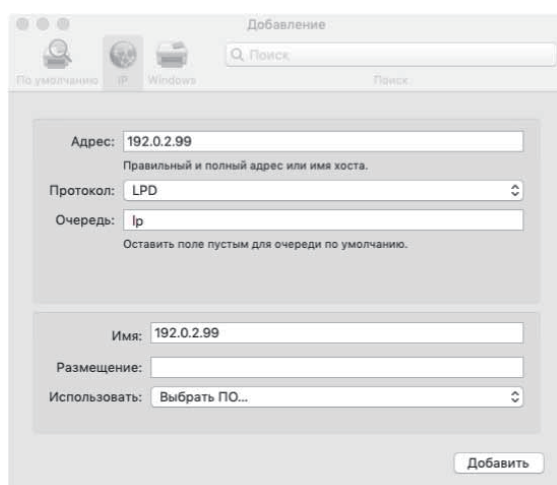 Добавление
Поиск
По умолчанию IP Windows Поиск
Адрес: 192.0.2.99
Правильный и полный адрес или имя хоста.
Протокол: LPD
Очередь: lp
Оставить поле пустым для очереди по умолчанию.
Имя: 192.0.2.99
Размещение:
Использовать: Выбрать ПО...
Добавить